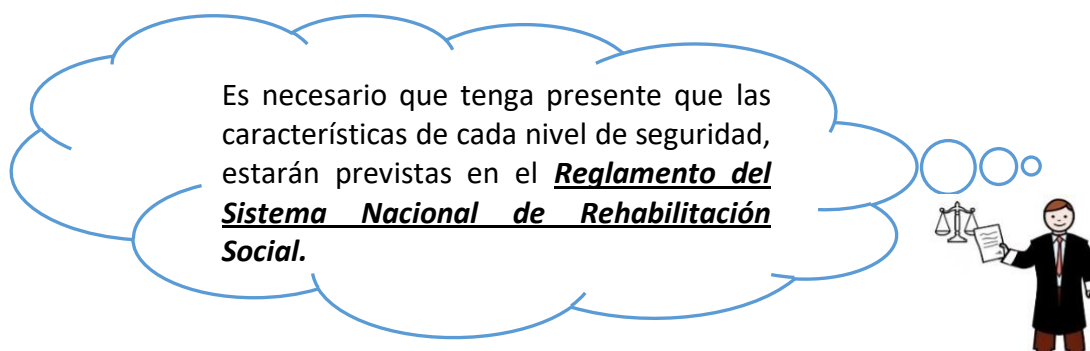 Es necesario que tenga presente que las
características de cada nivel de seguridad,
estarán previstas en el Reglamento del
Sistema Nacional de Rehabilitación
Social.